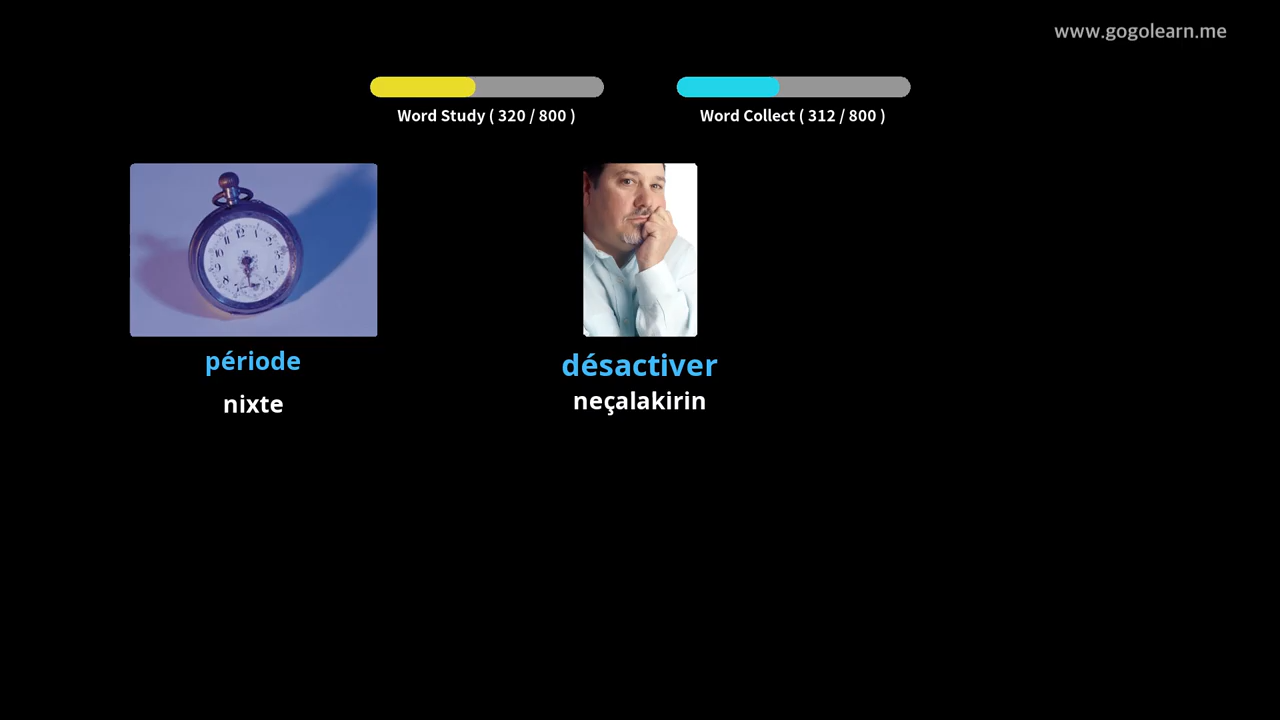 www.gogolearn.me
Word Study ( 320 / 800 )
Word Collect ( 312 / 800 )
période
nixte
désactiver
neçalakirin